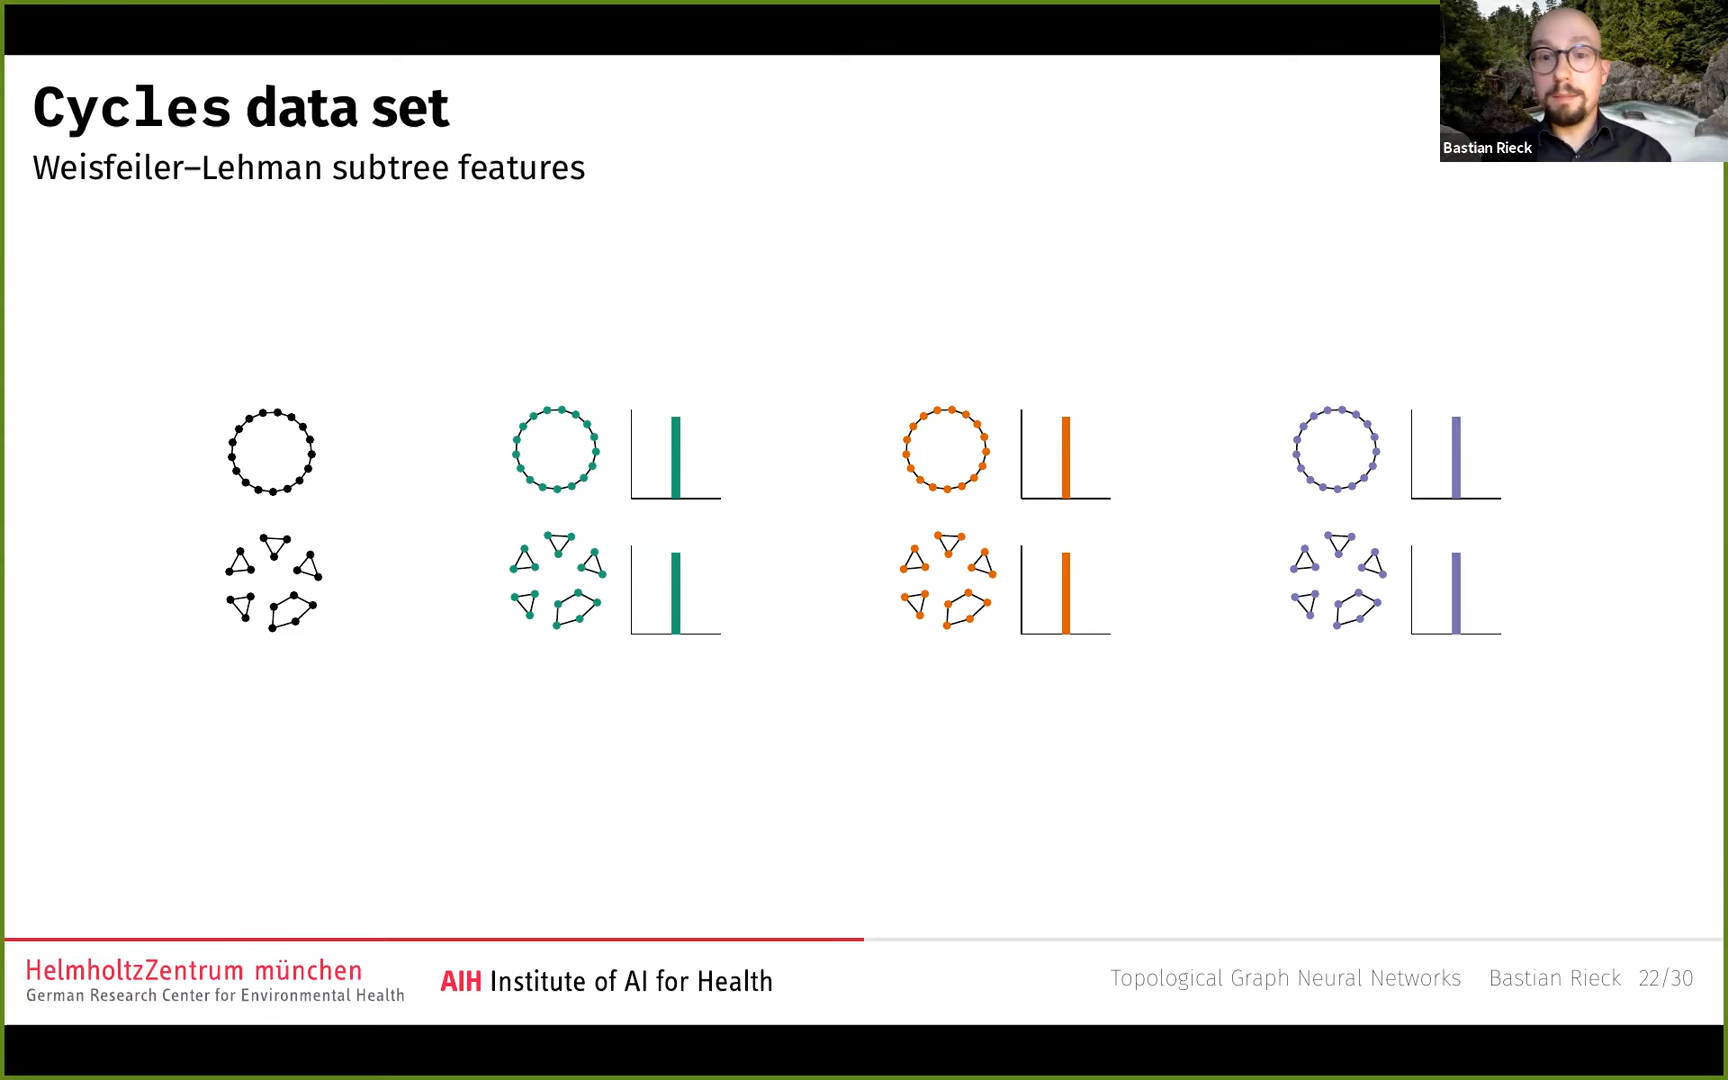 Cycles data set
Weisfeiler–Lehman subtree features
Bastian Rieck
HelmholtzZentrum münchen
German Research Center for Environmental Health
AIH Institute of AI for Health
Topological Graph Neural Networks Bastian Rieck 22/30